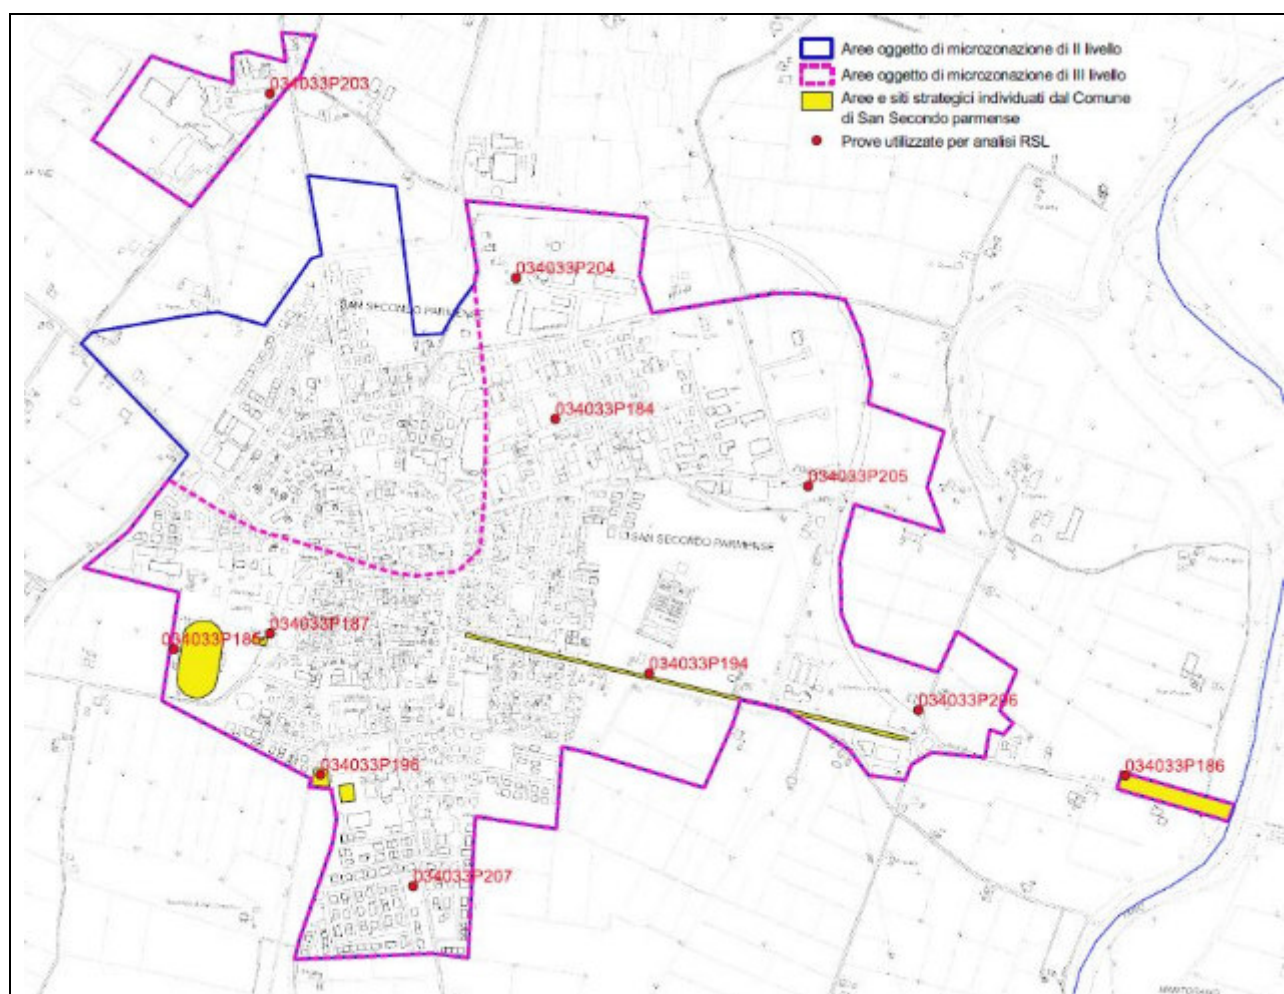 Aree oggetto di microzonazione di II livello
Aree oggetto di microzonazione di III livello
Aree e siti strategici individuati dal Comune
di San Secondo parmense
Prove utilizzate per analisi RSL
034033P203
034033P204
SAN SECONDO PARMENSE
034033P184
034033P205
SAN SECONDO PARMENSE
034033P187
034033P185
034033P194
034033P206
034033P196
034033P186
034033P207